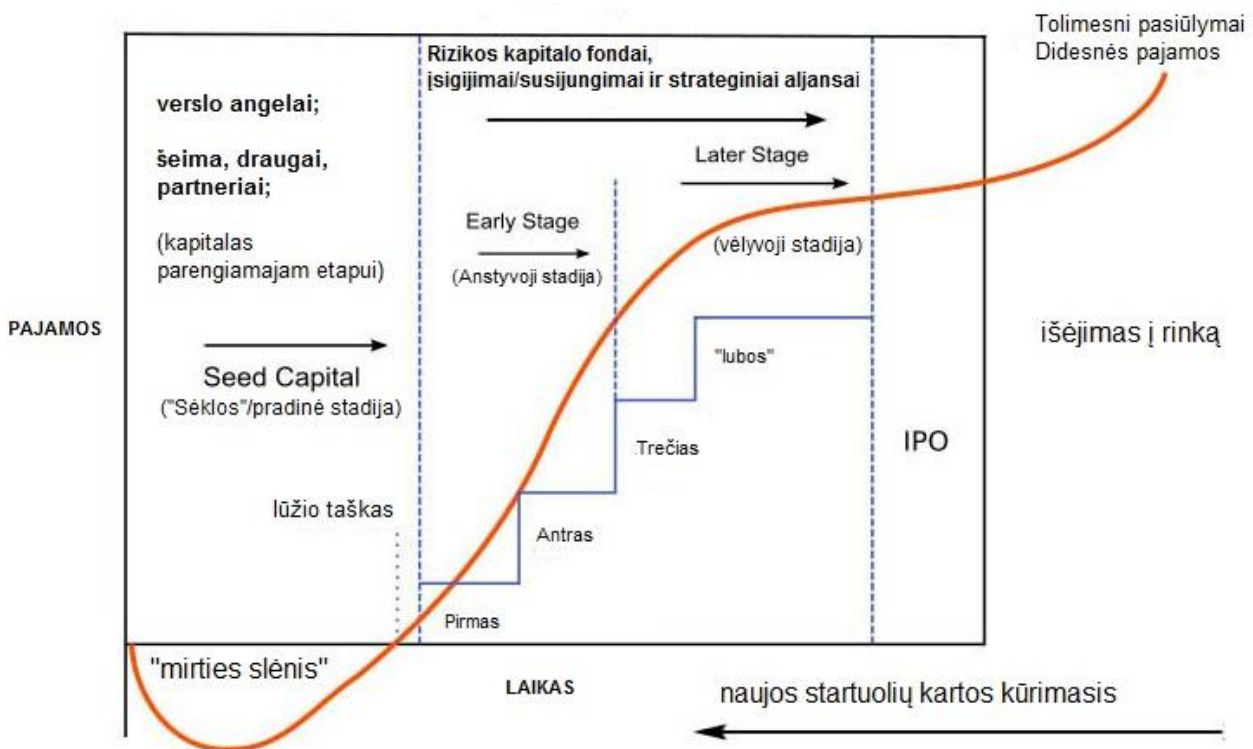 Tolimesni pasiūlymai
Didesnės pajamos
Rizikos kapitalo fondai,
įsigijimai/susijungimai ir strateginiai aljansai
verslo angelai;
šeima, draugai,
partneriai;
(kapitalas
parengiamajam etapui)
Later Stage
(vėlyvoji stadija)
Early Stage
(Anstyvoji stadija)
PAJAMOS
Seed Capital
("Sėklos"/pradinė stadija)
išėjimas į rinką
"lubos"
Trečias
IPO
lūžio taškas
Antras
Pirmas
"mirties slėnis"
LAIKAS
naujos startuolių kartos kūrimasis